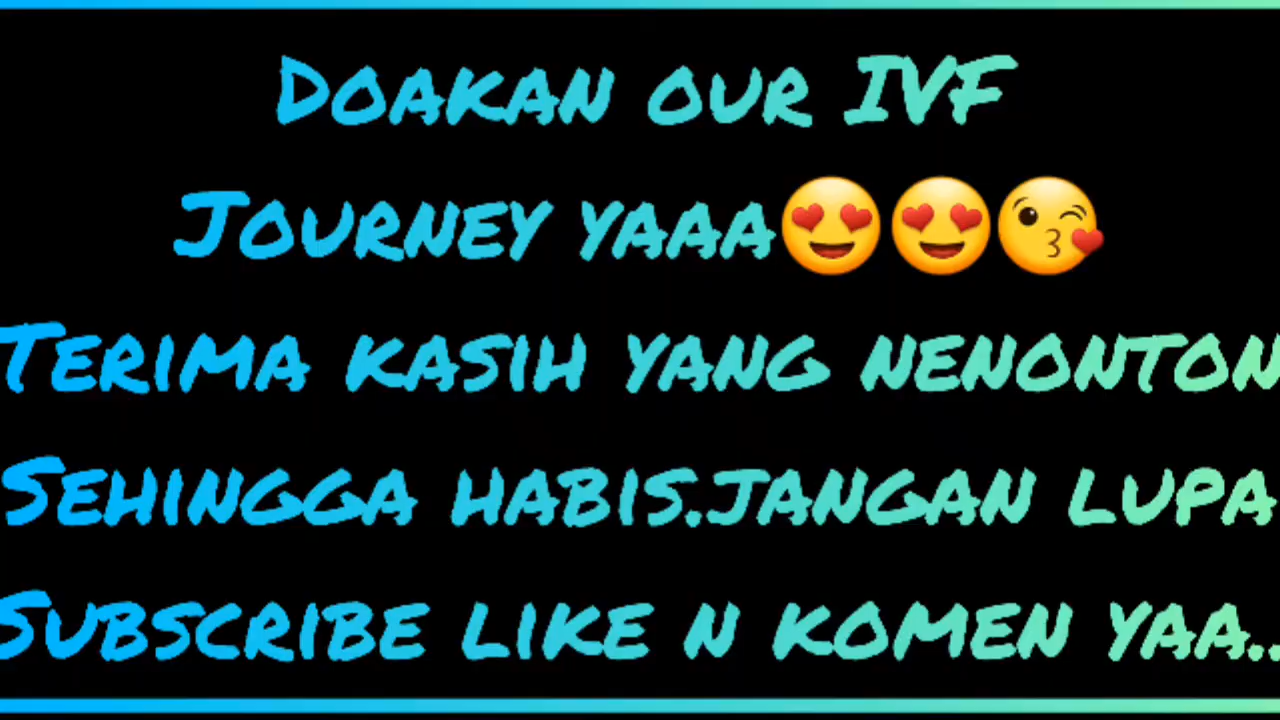 Doakan our IVF
Journey yaaa😍😍😘
Terima kasih yang nenonton
Sehingga habis.jangan lupa
Subscribe like n komen yaa..